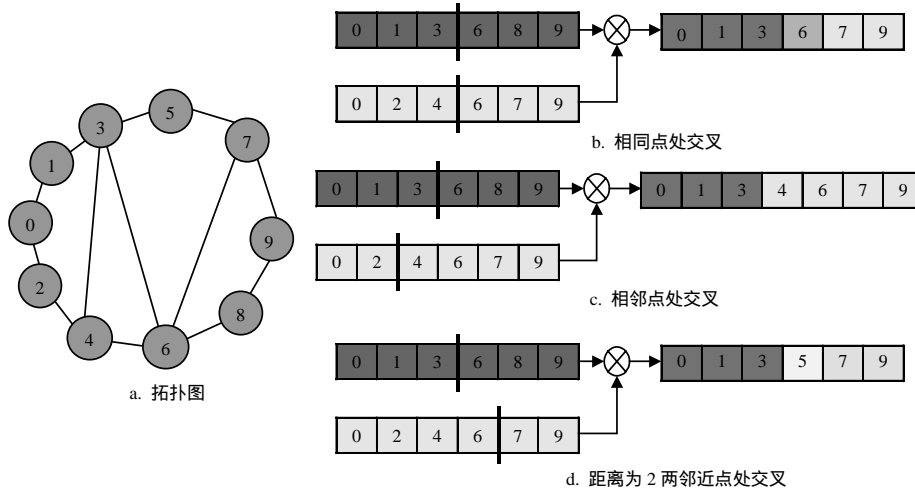 3
5
7
1
0
9
2
8
4
6
a. 拓扑图
0 1 3 6 8 9
0 1 3 6 7 9
0 2 4 6 7 9
b. 相同点处交叉
0 1 3 6 8 9
0 1 3 4 6 7 9
0 2 4 6 7 9
c. 相邻点处交叉
0 1 3 6 8 9
0 1 3 5 7 9
0 2 4 6 7 9
d. 距离为 2 两邻近点处交叉